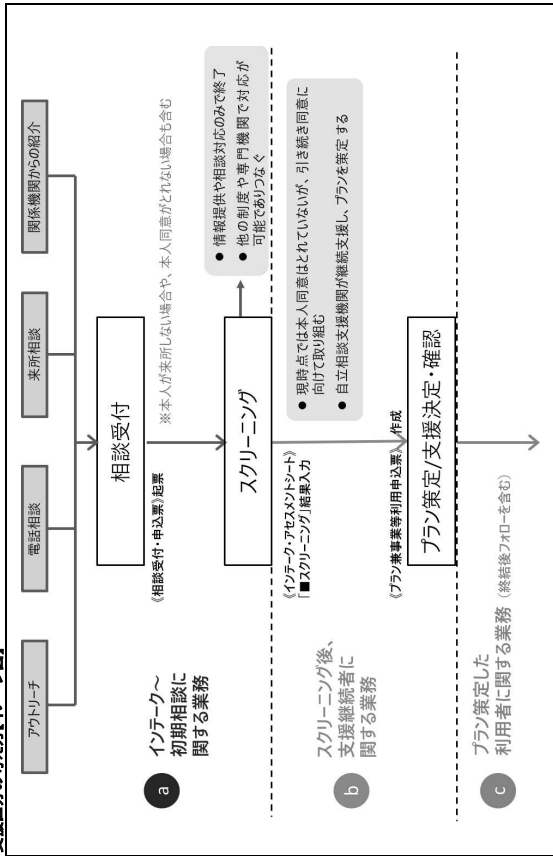 アウトリーチ
電話相談
来所相談
関係機関からの紹介
相談受付
※本人が来所しない場合や、本人同意がとれない場合も含む
《相談受付・申込票》起票
a
インテーク～
初期相談に
関する業務
スクリーニング
● 情報提供や相談対応のみで終了
● 他の制度や専門機関で対応が
可能でありつなぐ
《インテーク・アセスメントシート》
「■スクリーニング」結果入力
● 現時点では本人同意はとれていないが、引き続き同意に
向けて取り組む
● 自立相談支援機関が継続支援し、プランを策定する
b
スクリーニング後、
支援継続者に
関する業務
《プラン兼事業等利用申込票》作成
プラン策定/支援決定・確認
c
プラン策定した
利用者に関する業務（終結後フォローを含む）